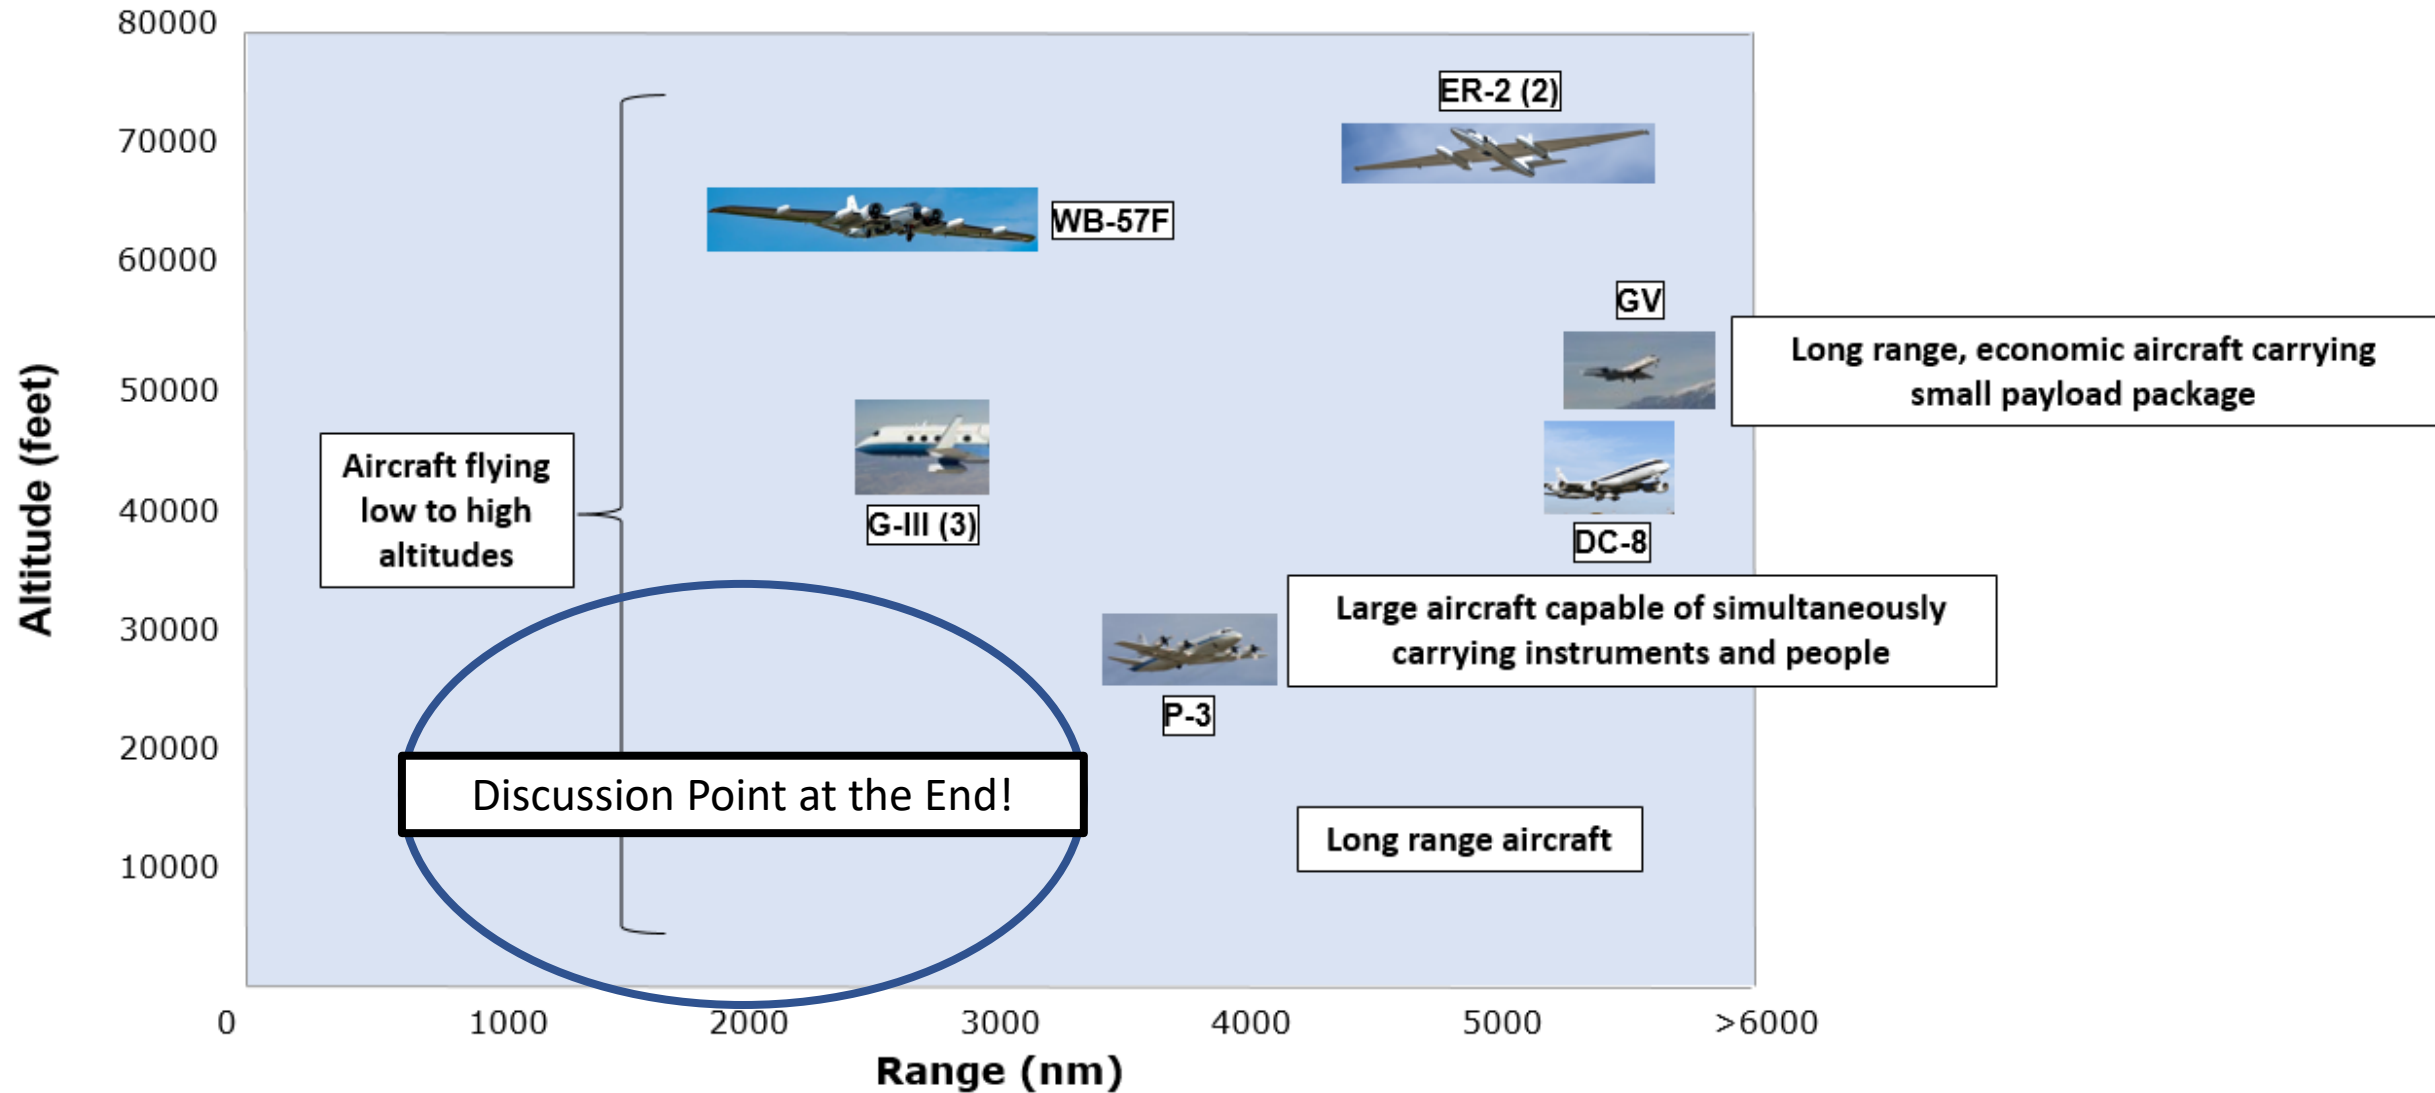 80000
70000
60000
50000
40000
30000
20000
10000
Altitude (feet)
ER-2 (2)
WB-57F
GV
Long range, economic aircraft carrying
small payload package
Aircraft flying
low to high
altitudes
G-III (3)
DC-8
Large aircraft capable of simultaneously
carrying instruments and people
P-3
Discussion Point at the End!
Long range aircraft
0 1000 2000 3000 4000 5000 >6000
Range (nm)